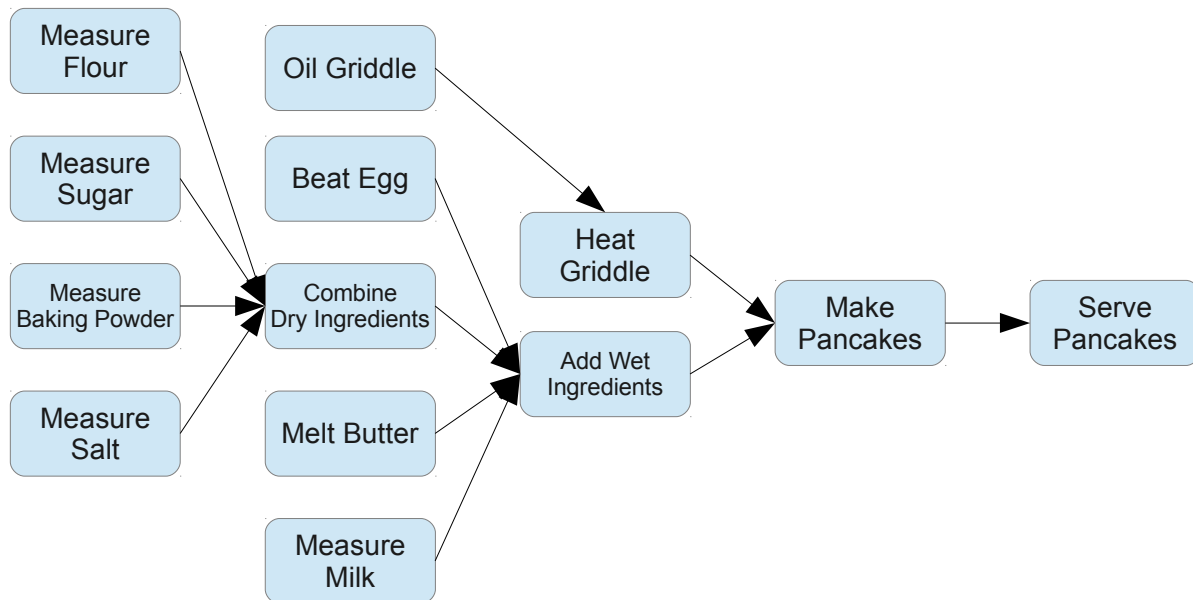 Measure
Flour
Measure
Sugar
Measure
Baking Powder
Measure
Salt
Oil Griddle
Beat Egg
Combine
Dry Ingredients
Melt Butter
Measure
Milk
Heat
Griddle
Add Wet
Ingredients
Make
Pancakes
Serve
Pancakes